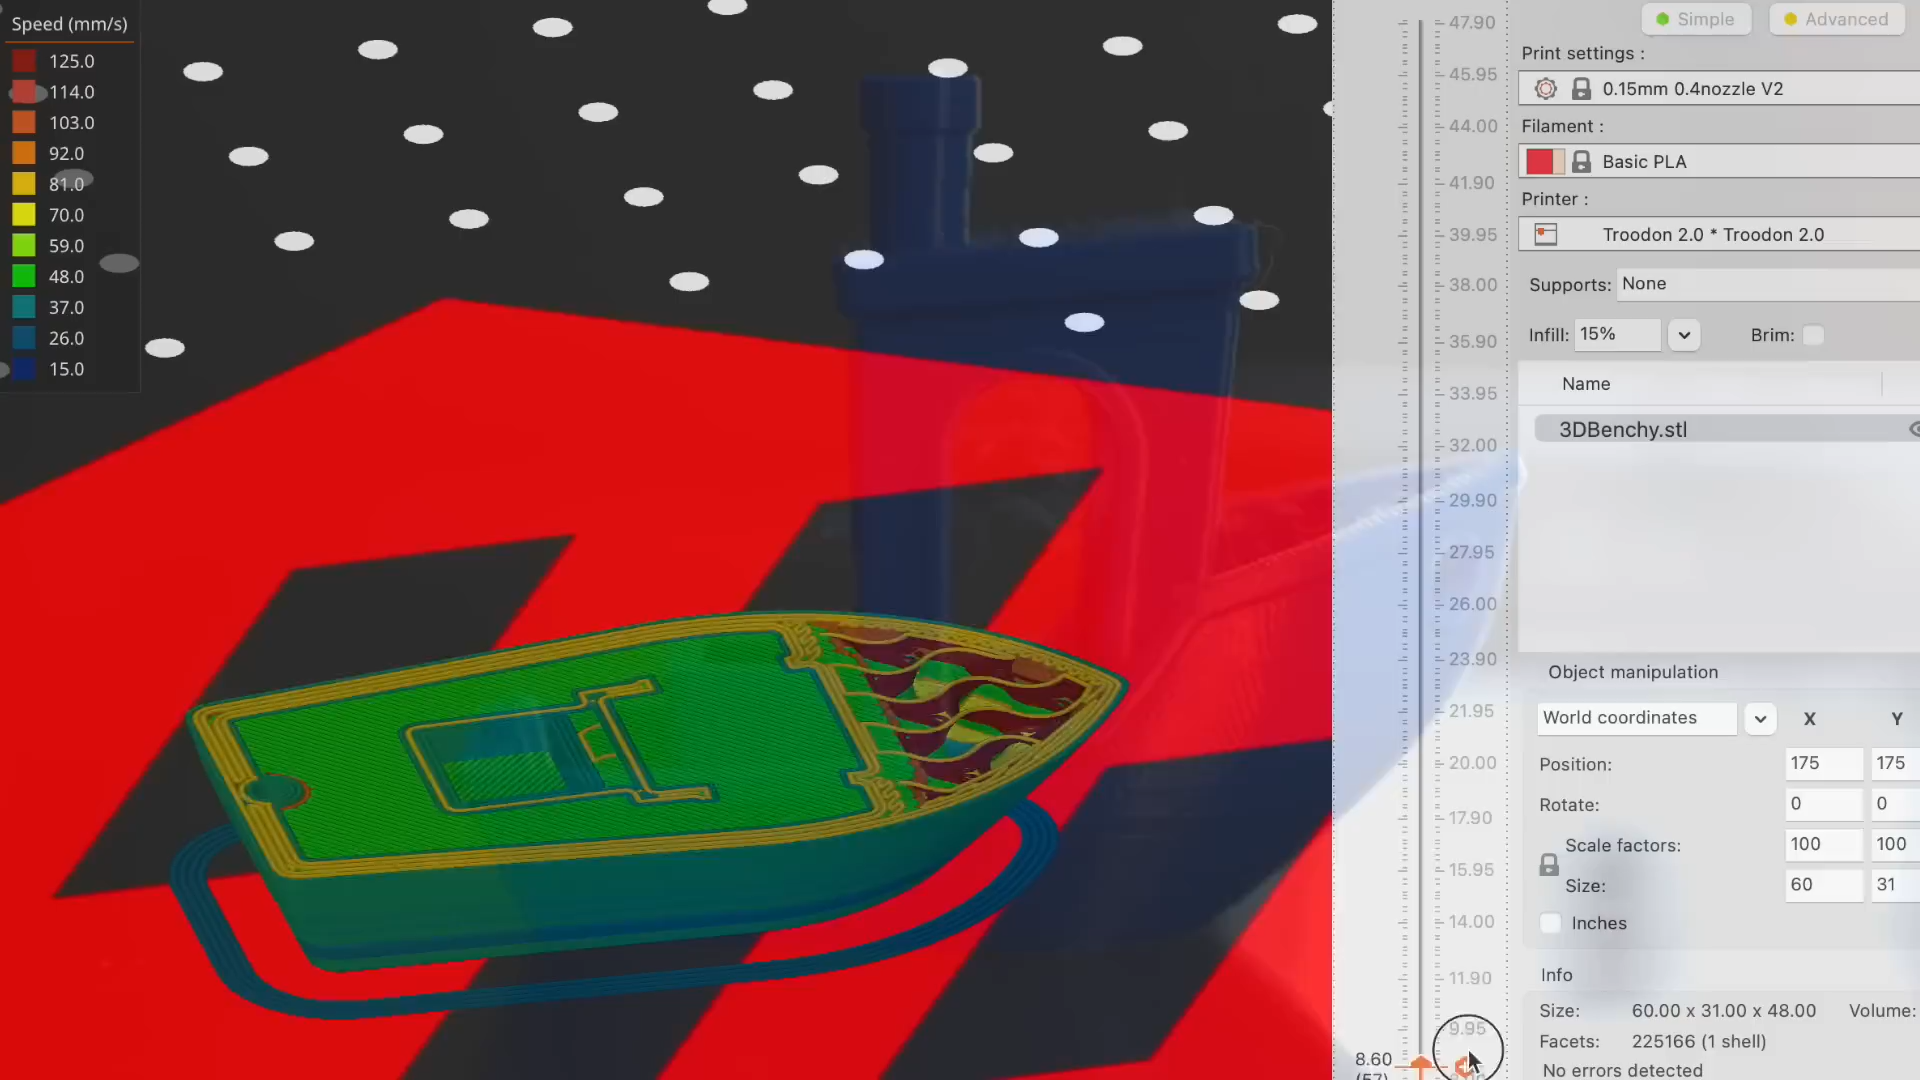 Speed (mm/s)
125.0
114.0
103.0
92.0
81.0
70.0
59.0
48.0
37.0
26.0
15.0
47.90
45.95
44.00
41.90
39.95
38.00
35.90
33.95
32.00
29.90
27.95
26.00
23.90
21.95
20.00
17.90
15.95
14.00
11.90
9.95
8.60
(57)
Simple
Advanced
Print settings :
0.15mm 0.4nozzle V2
Filament :
Basic PLA
Printer :
Troodon 2.0 * Troodon 2.0
Supports: None
Infill: 15%
Brim:
Name
3DBenchy.stl
Object manipulation
World coordinates X Y
Position: 175 175
Rotate: 0 0
Scale factors: 100 100
Size: 60 31
Inches
Info
Size: 60.00 x 31.00 x 48.00 Volume:
Facets: 225166 (1 shell)
No errors detected